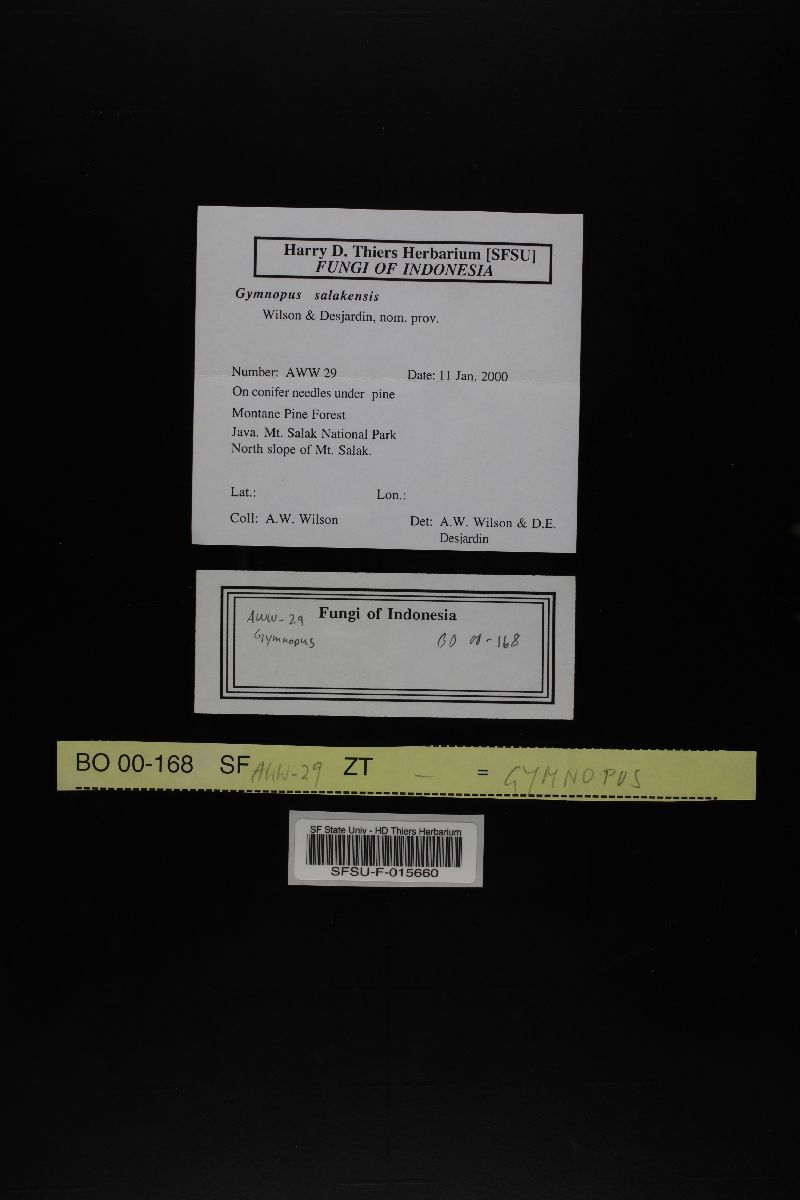 Harry D. Thiers Herbarium [SFSU]
FUNGI OF INDONESIA
Gymnopus salakensis
Wilson & Desjardin, nom. prov.
Number: AWW 29 Date: 11 Jan. 2000
On conifer needles under pine
Montane Pine Forest
Java. Mt. Salak National Park
North slope of Mt. Salak.
Lat.: Lon.:
Coll: A.W. Wilson Det: A.W. Wilson & D.E.
Desjardin
AWW-29 Fungi of Indonesia
Gymnopus BO 00-168
BO 00-168 SF AWW-29 ZT — = GYMNOPUS
SF State Univ - HD Thiers Herbarium
SFSU-F-015660